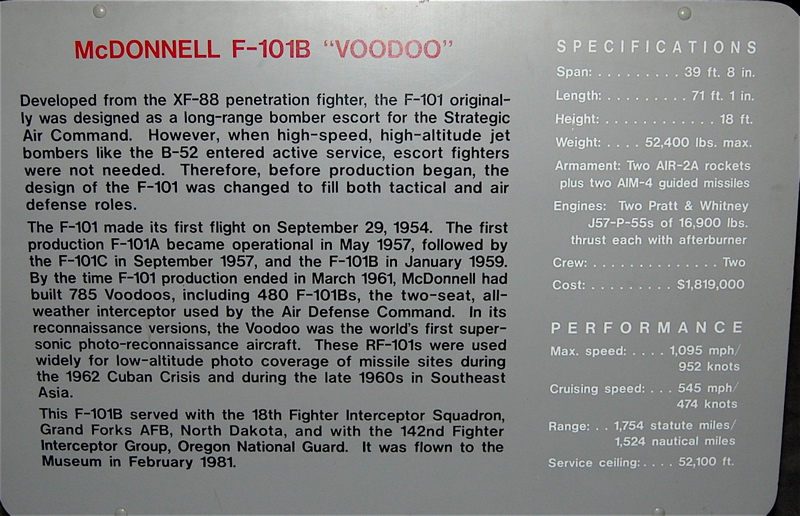 McDONNELL F-101B "VOODOO"
Developed from the XF-88 penetration fighter, the F-101 original-
ly was designed as a long-range bomber escort for the Strategic
Air Command. However, when high-speed, high-altitude jet
bombers like the B-52 entered active service, escort fighters
were not needed. Therefore, before production began, the
design of the F-101 was changed to fill both tactical and air
defense roles.
The F-101 made its first flight on September 29, 1954. The first
production F-101A became operational in May 1957, followed by
the F-101C in September 1957, and the F-101B in January 1959.
By the time F-101 production ended in March 1961, McDonnell had
built 785 Voodoos, including 480 F-101Bs, the two-seat, all-
weather interceptor used by the Air Defense Command. In its
reconnaissance versions, the Voodoo was the world's first super-
sonic photo-reconnaissance aircraft. These RF-101s were used
widely for low-altitude photo coverage of missile sites during
the 1962 Cuban Crisis and during the late 1960s in Southeast
Asia.
This F-101B served with the 18th Fighter Interceptor Squadron,
Grand Forks AFB, North Dakota, and with the 142nd Fighter
Interceptor Group, Oregon National Guard. It was flown to the
Museum in February 1981.
SPECIFICATIONS
Span: . . . . . . . . . 39 ft. 8 in.
Length: . . . . . . . . . 71 ft. 1 in.
Height: . . . . . . . . . . . . 18 ft.
Weight: . . . . 52,400 lbs. max.
Armament: Two AIR-2A rockets
plus two AIM-4 guided missiles
Engines: Two Pratt & Whitney
J57-P-55s of 16,900 lbs.
thrust each with afterburner
Crew: . . . . . . . . . . . . . . Two
Cost: . . . . . . . . . $1,819,000
PERFORMANCE
Max. speed: . . . . 1,095 mph/
952 knots
Cruising speed: . . . 545 mph/
474 knots
Range: . . 1,754 statute miles/
1,524 nautical miles
Service ceiling: . . . . 52,100 ft.